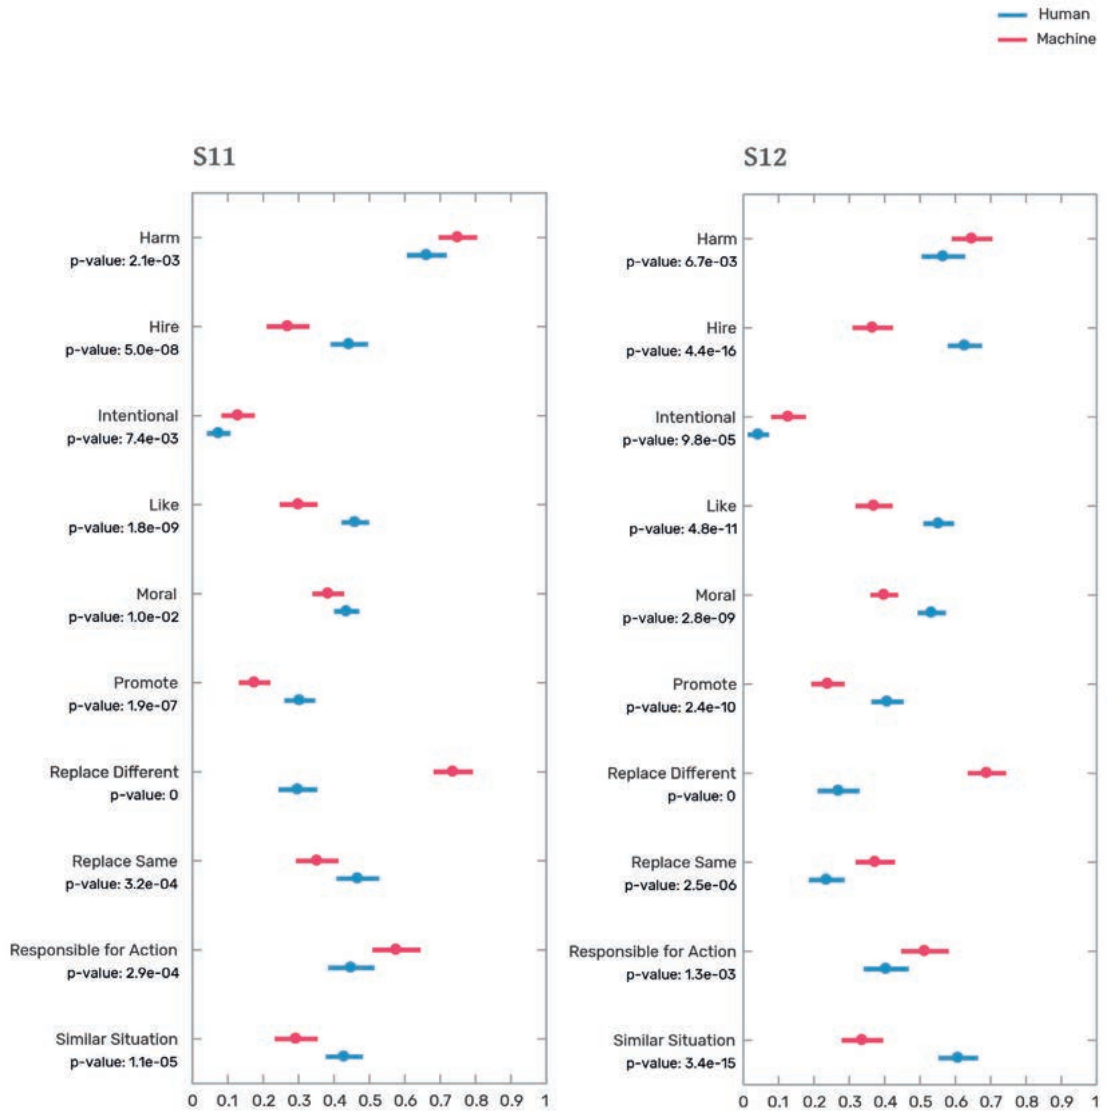 Human
Machine
S11
Harm
p-value: 2.1e-03
Hire
p-value: 5.0e-08
Intentional
p-value: 7.4e-03
Like
p-value: 1.8e-09
Moral
p-value: 1.0e-02
Promote
p-value: 1.9e-07
Replace Different
p-value: 0
Replace Same
p-value: 3.2e-04
Responsible for Action
p-value: 2.9e-04
Similar Situation
p-value: 1.1e-05
0 0.1 0.2 0.3 0.4 0.5 0.6 0.7 0.8 0.9 1
S12
Harm
p-value: 6.7e-03
Hire
p-value: 4.4e-16
Intentional
p-value: 9.8e-05
Like
p-value: 4.8e-11
Moral
p-value: 2.8e-09
Promote
p-value: 2.4e-10
Replace Different
p-value: 0
Replace Same
p-value: 2.5e-06
Responsible for Action
p-value: 1.3e-03
Similar Situation
p-value: 3.4e-15
0 0.1 0.2 0.3 0.4 0.5 0.6 0.7 0.8 0.9 1